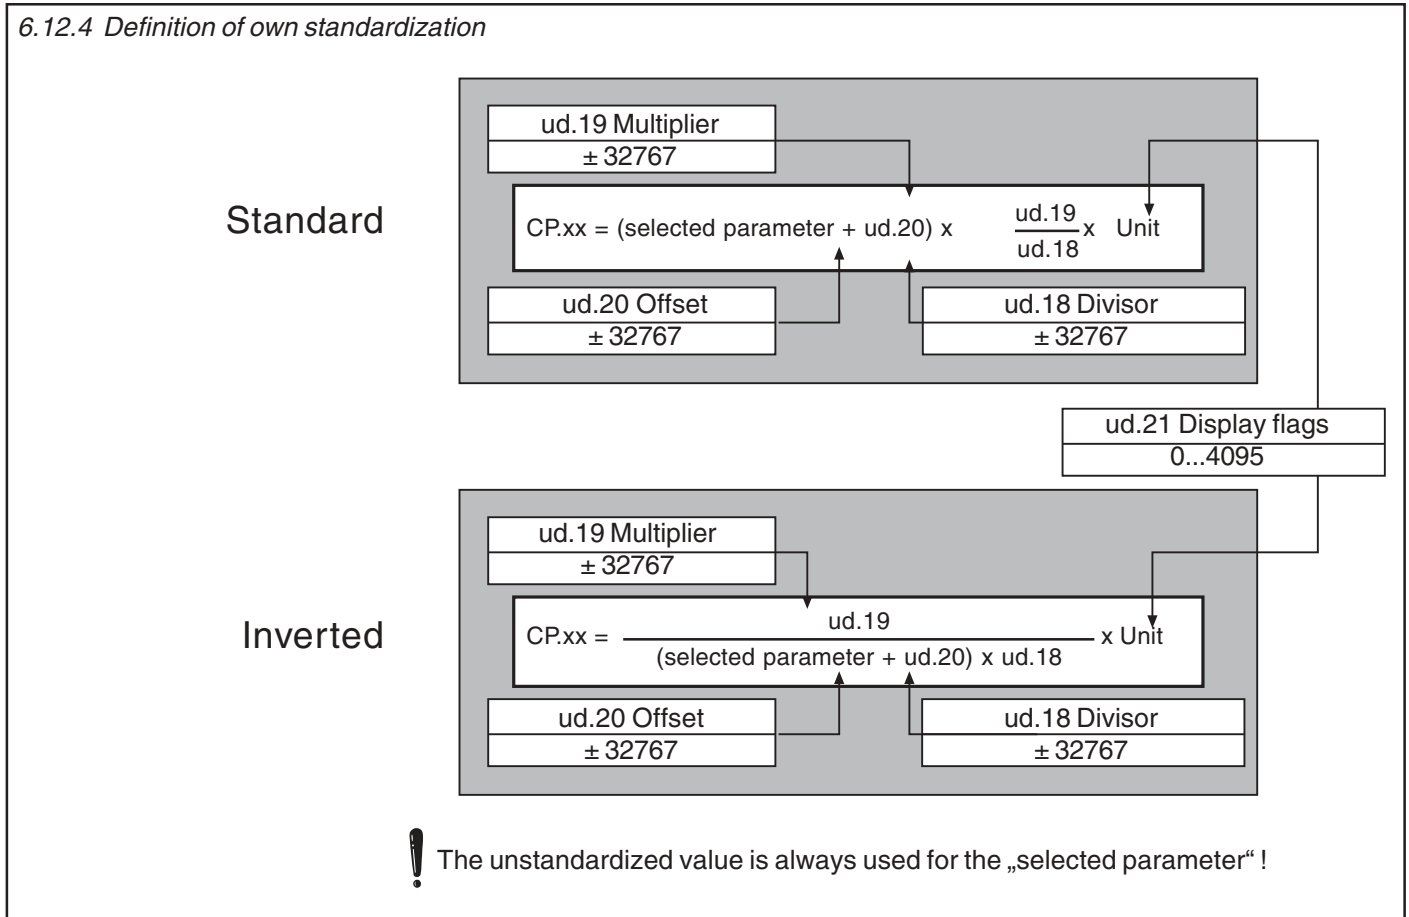 6.12.4 Definition of own standardization
ud.19 Multiplier
± 32767
Standard
CP.xx = (selected parameter + ud.20) x ud.19 / ud.18 x Unit
ud.20 Offset
± 32767
ud.18 Divisor
± 32767
ud.21 Display flags
0...4095
ud.19 Multiplier
± 32767
Inverted
CP.xx = ud.19 / (selected parameter + ud.20) x ud.18 x Unit
ud.20 Offset
± 32767
ud.18 Divisor
± 32767
! The unstandardized value is always used for the „selected parameter“ !